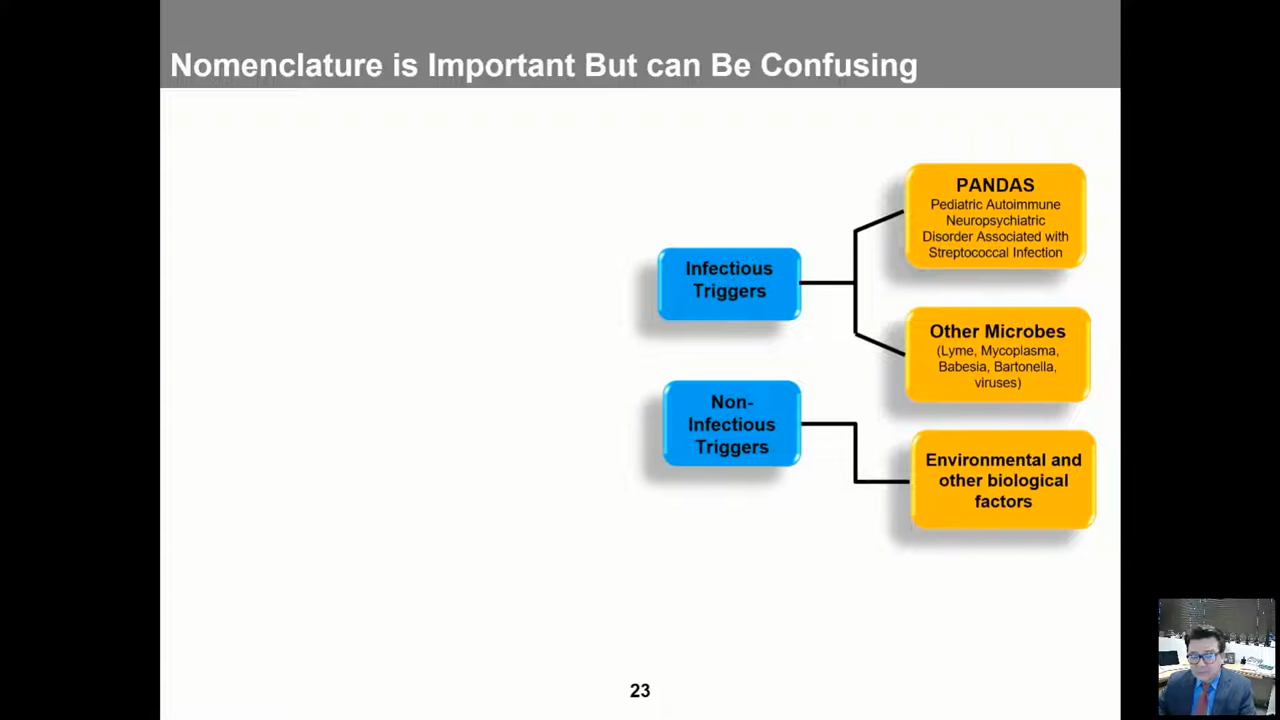 Nomenclature is Important But can Be Confusing
PANDAS
Pediatric Autoimmune
Neuropsychiatric
Disorder Associated with
Streptococcal Infection
Infectious
Triggers
Other Microbes
(Lyme, Mycoplasma,
Babesia, Bartonella,
viruses)
Non-
Infectious
Triggers
Environmental and
other biological
factors
23